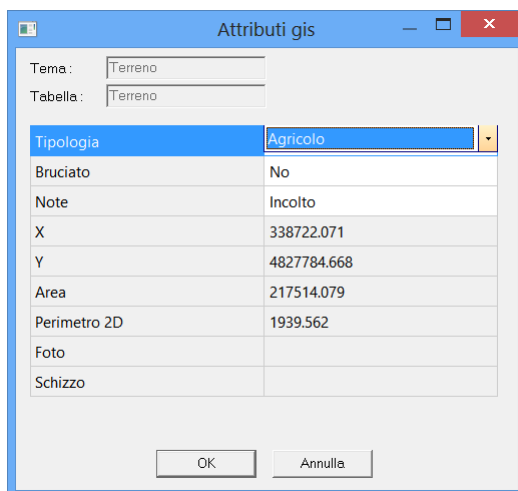 Attributi gis
Tema: Terreno
Tabella: Terreno
Tipologia Agricolo
Bruciato No
Note Incolto
X 338722.071
Y 4827784.668
Area 217514.079
Perimetro 2D 1939.562
Foto
Schizzo
OK Annulla